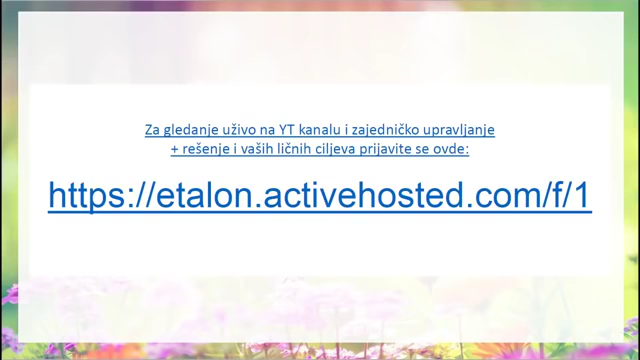 Za gledanje uživo na YT kanalu i zajedničko upravljanje
+ rešenje i vaših ličnih ciljeva prijavite se ovde:
https://etalon.activehosted.com/f/1